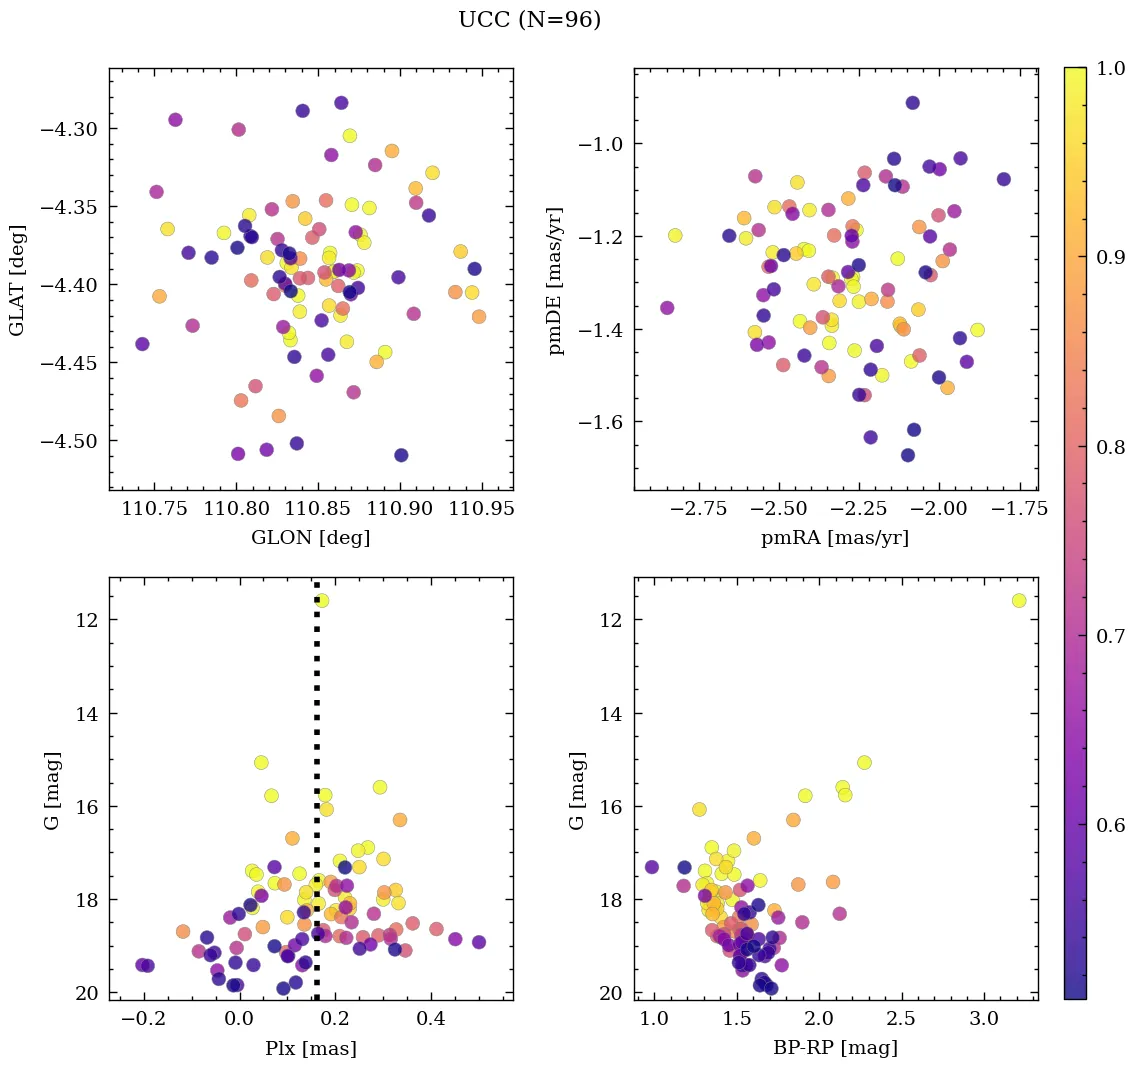 UCC (N=96)
−4.30
−4.35
−4.40
−4.45
−4.50
GLAT [deg]
110.75 110.80 110.85 110.90 110.95
GLON [deg]
−1.0
−1.2
−1.4
−1.6
pmDE [mas/yr]
−2.75 −2.50 −2.25 −2.00 −1.75
pmRA [mas/yr]
12
14
16
18
20
G [mag]
−0.2 0.0 0.2 0.4
Plx [mas]
12
14
16
18
20
G [mag]
1.0 1.5 2.0 2.5 3.0
BP-RP [mag]
1.0
0.9
0.8
0.7
0.6